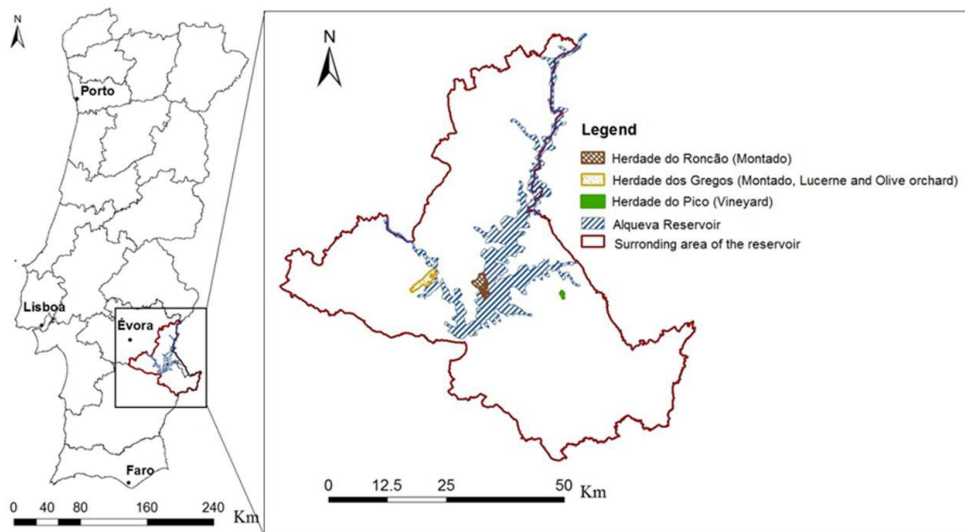 N
Porto
Lisboa
Évora
Faro
0 40 80 160 240 Km
N
Legend
Herdade do Roncão (Montado)
Herdade dos Gregos (Montado, Lucerne and Olive orchard)
Herdade do Pico (Vineyard)
Alqueva Reservoir
Surronding area of the reservoir
0 12.5 25 50
Km